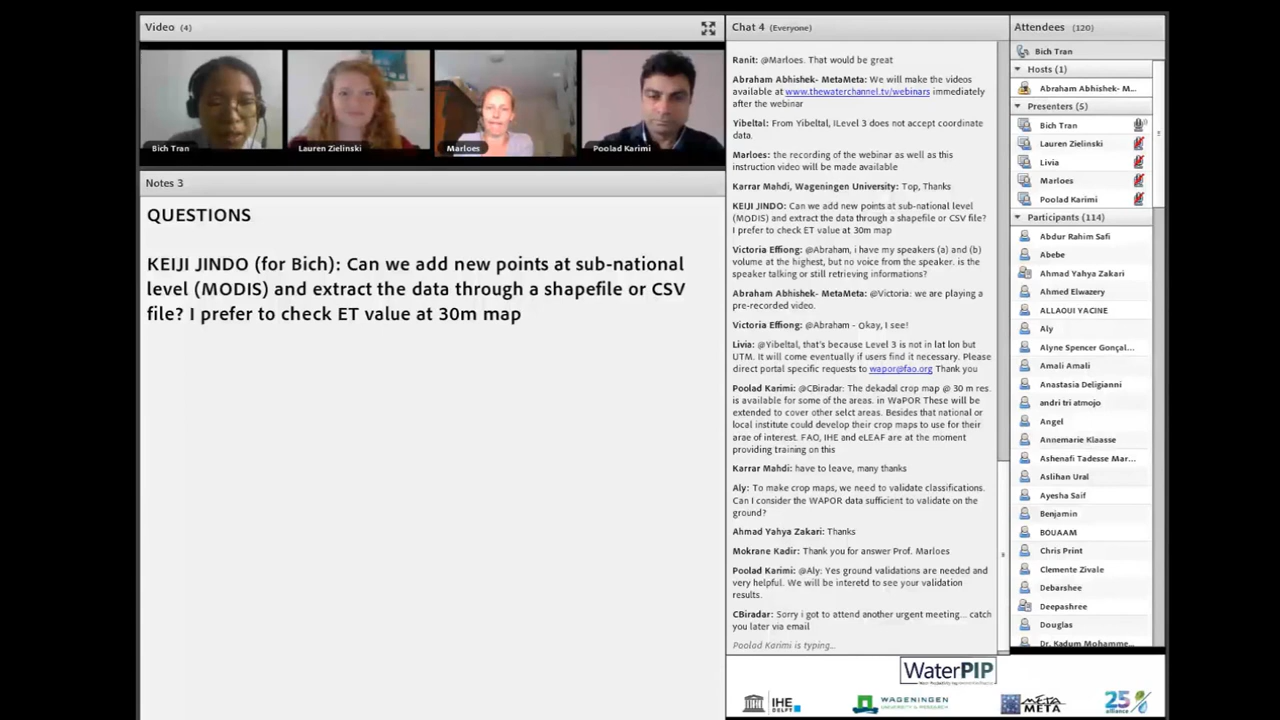 Video (4)
Bich Tran
Lauren Zielinski
Marloes
Poolad Karimi
Notes 3
QUESTIONS
KEIJI JINDO (for Bich): Can we add new points at sub-national
level (MODIS) and extract the data through a shapefile or CSV
file? I prefer to check ET value at 30m map
Chat 4 (Everyone)
Ranit: @Marloes. That would be great
Abraham Abhishek- MetaMeta: We will make the videos
available at www.thewaterchannel.tv/webinars immediately
after the webinar
Yibeltal: From Yibeltal, ILevel 3 does not accept coordinate
data.
Marloes: the recording of the webinar as well as this
instruction video will be made available
Karrar Mahdi, Wageningen University: Top, Thanks
KEIJI JINDO: Can we add new points at sub-national level
(MODIS) and extract the data through a shapefile or CSV file?
I prefer to check ET value at 30m map
Victoria Effiong: @Abraham, i have my speakers (a) and (b)
volume at the highest, but no voice from the speaker. is the
speaker talking or still retrieving informations?
Abraham Abhishek- MetaMeta: @Victoria: we are playing a
pre-recorded video.
Victoria Effiong: @Abraham - Okay, I see!
Livia: @Yibeltal, that's because Level 3 is not in lat lon but
UTM. It will come eventually if users find it necessary. Please
direct portal specific requests to wapor@fao.org Thank you
Poolad Karimi: @CBiradar: The dekadal crop map @ 30 m res.
is available for some of the areas. in WaPOR These will be
extended to cover other selct areas. Besides that national or
local institute could develop their crop maps to use for their
arae of interest. FAO, IHE and eLEAF are at the moment
providing training on this
Karrar Mahdi: have to leave, many thanks
Aly: To make crop maps, we need to validate classifications.
Can I consider the WAPOR data sufficient to validate on the
ground?
Ahmad Yahya Zakari: Thanks
Mokrane Kadir: Thank you for answer Prof. Marloes
Poolad Karimi: @Aly: Yes ground validations are needed and
very helpful. We will be interetd to see your validation
results.
CBiradar: Sorry i got to attend another urgent meeting... catch
you later via email
Poolad Karimi is typing...
Attendees (120)
Bich Tran
Hosts (1)
Abraham Abhishek- M...
Presenters (5)
Bich Tran
Lauren Zielinski
Livia
Marloes
Poolad Karimi
Participants (114)
Abdur Rahim Safi
Abebe
Ahmad Yahya Zakari
Ahmed Elwazery
ALLAOUI YACINE
Aly
Alyne Spencer Gonçal...
Amali Amali
Anastasia Deligianni
andri tri atmojo
Angel
Annemarie Klaasse
Ashenafi Tadesse Mar...
Aslihan Ural
Ayesha Saif
Benjamin
BOUAAM
Chris Print
Clemente Zivale
Debarshee
Deepashree
Douglas
Dr. Kadum Mohamme...
WaterPIP
IHE
DELFT
WAGENINGEN
META
META
25
alliance